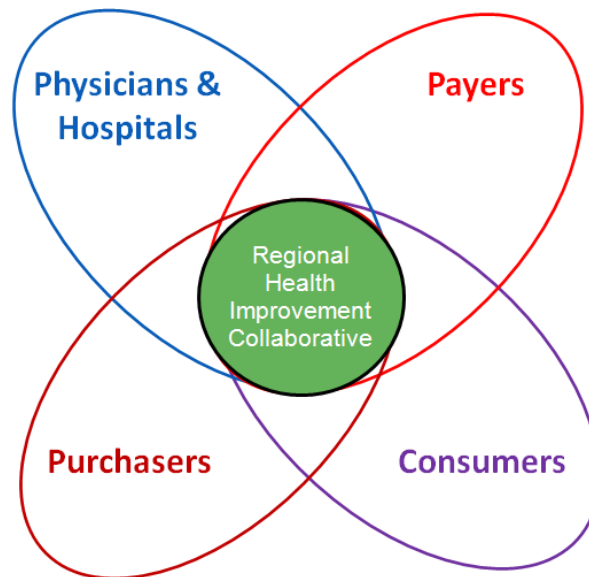 Physicians &
Hospitals
Payers
Regional
Health
Improvement
Collaborative
Purchasers
Consumers